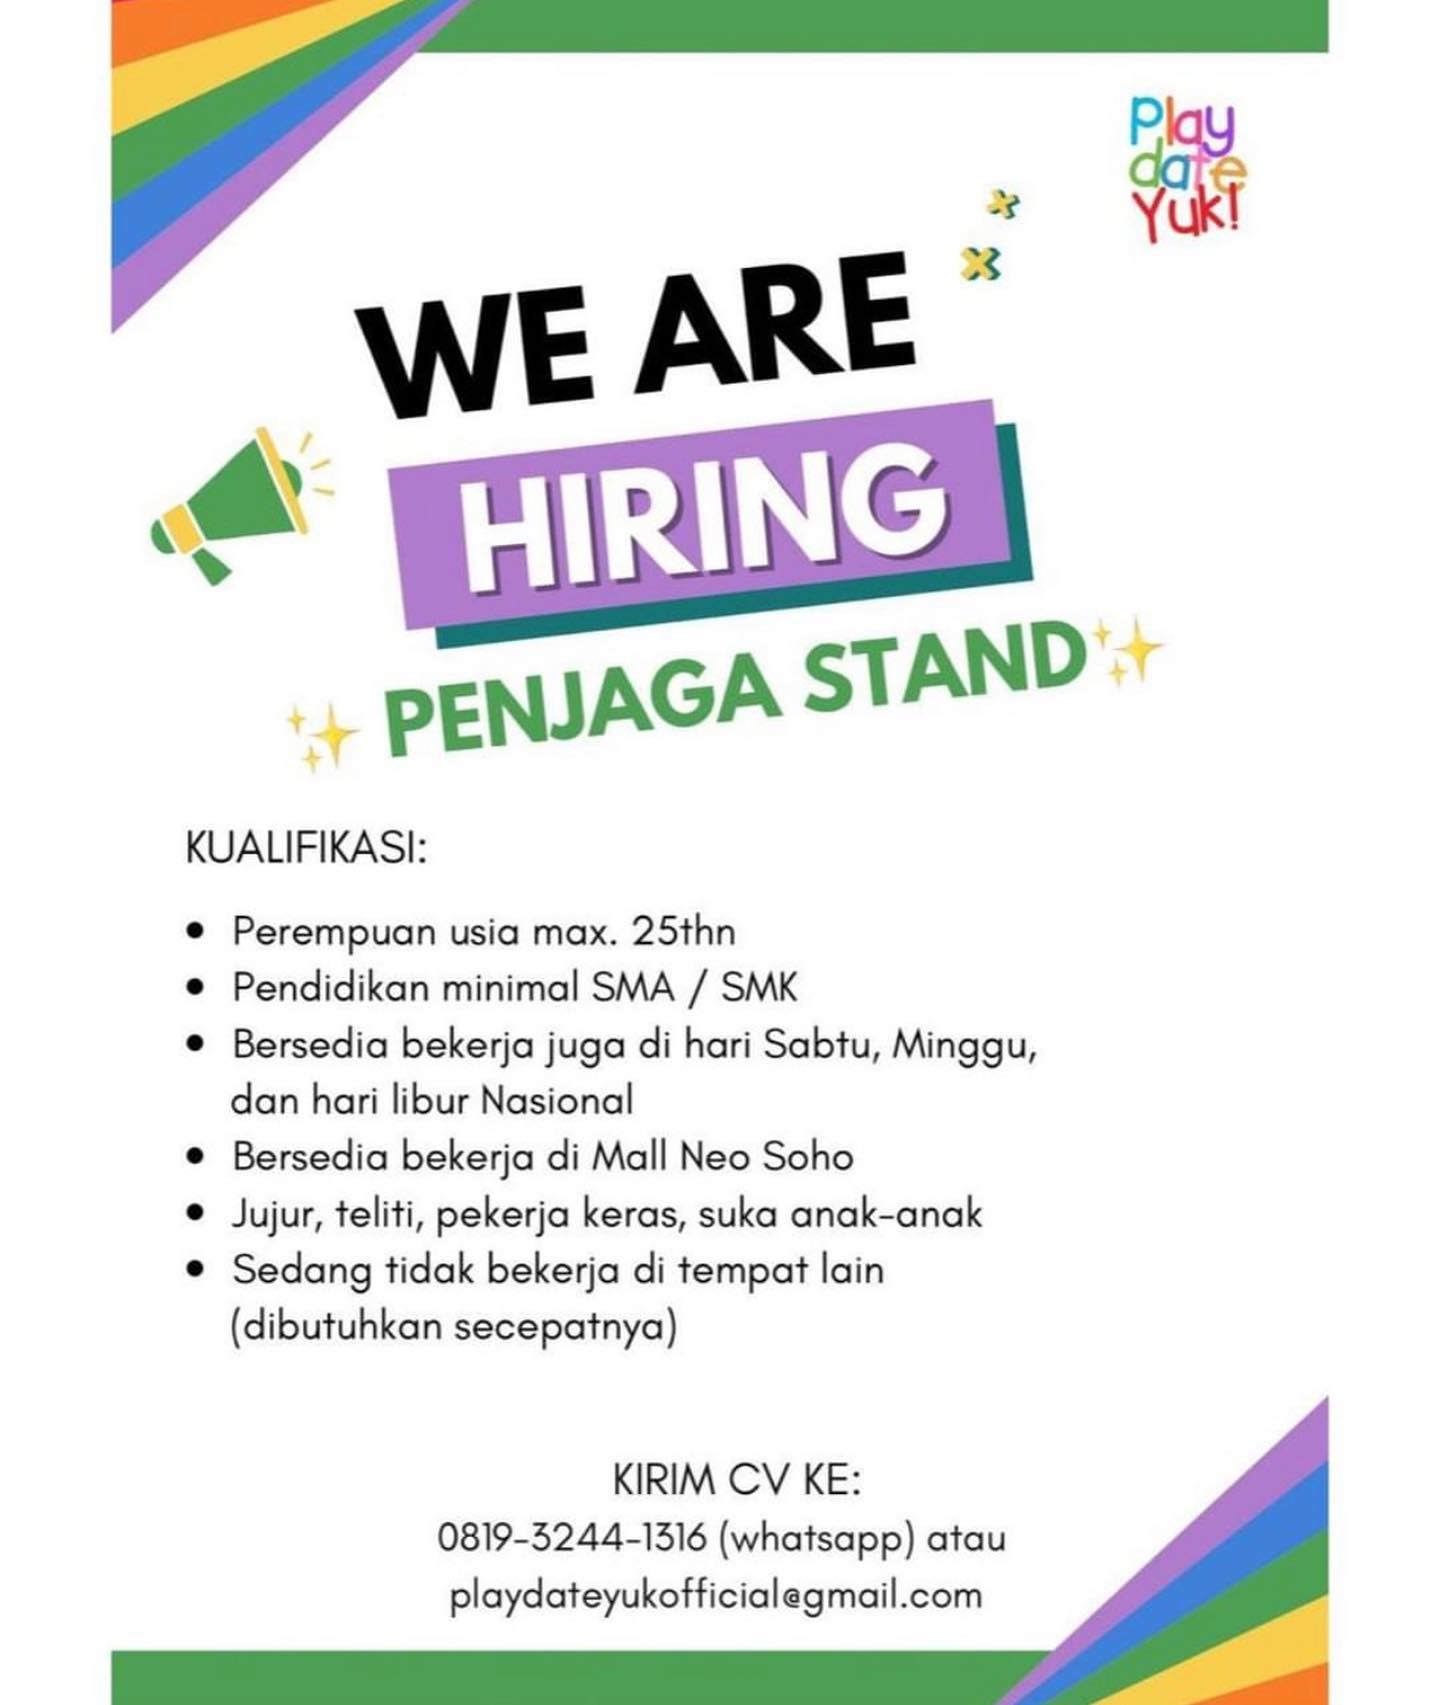 Play
date
Yuk!
WE ARE
HIRING
PENJAGA STAND
KUALIFIKASI:
• Perempuan usia max. 25thn
• Pendidikan minimal SMA / SMK
• Bersedia bekerja juga di hari Sabtu, Minggu,
dan hari libur Nasional
• Bersedia bekerja di Mall Neo Soho
• Jujur, teliti, pekerja keras, suka anak-anak
• Sedang tidak bekerja di tempat lain
(dibutuhkan secepatnya)
KIRIM CV KE:
0819-3244-1316 (whatsapp) atau
playdateyukofficial@gmail.com